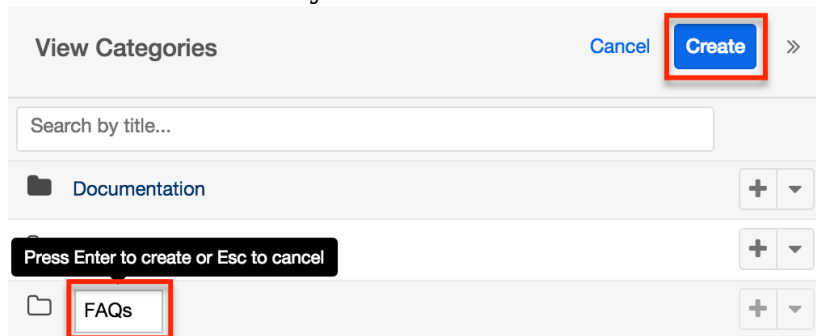 View Categories
Cancel
Create
Search by title...
Documentation
Press Enter to create or Esc to cancel
FAQs